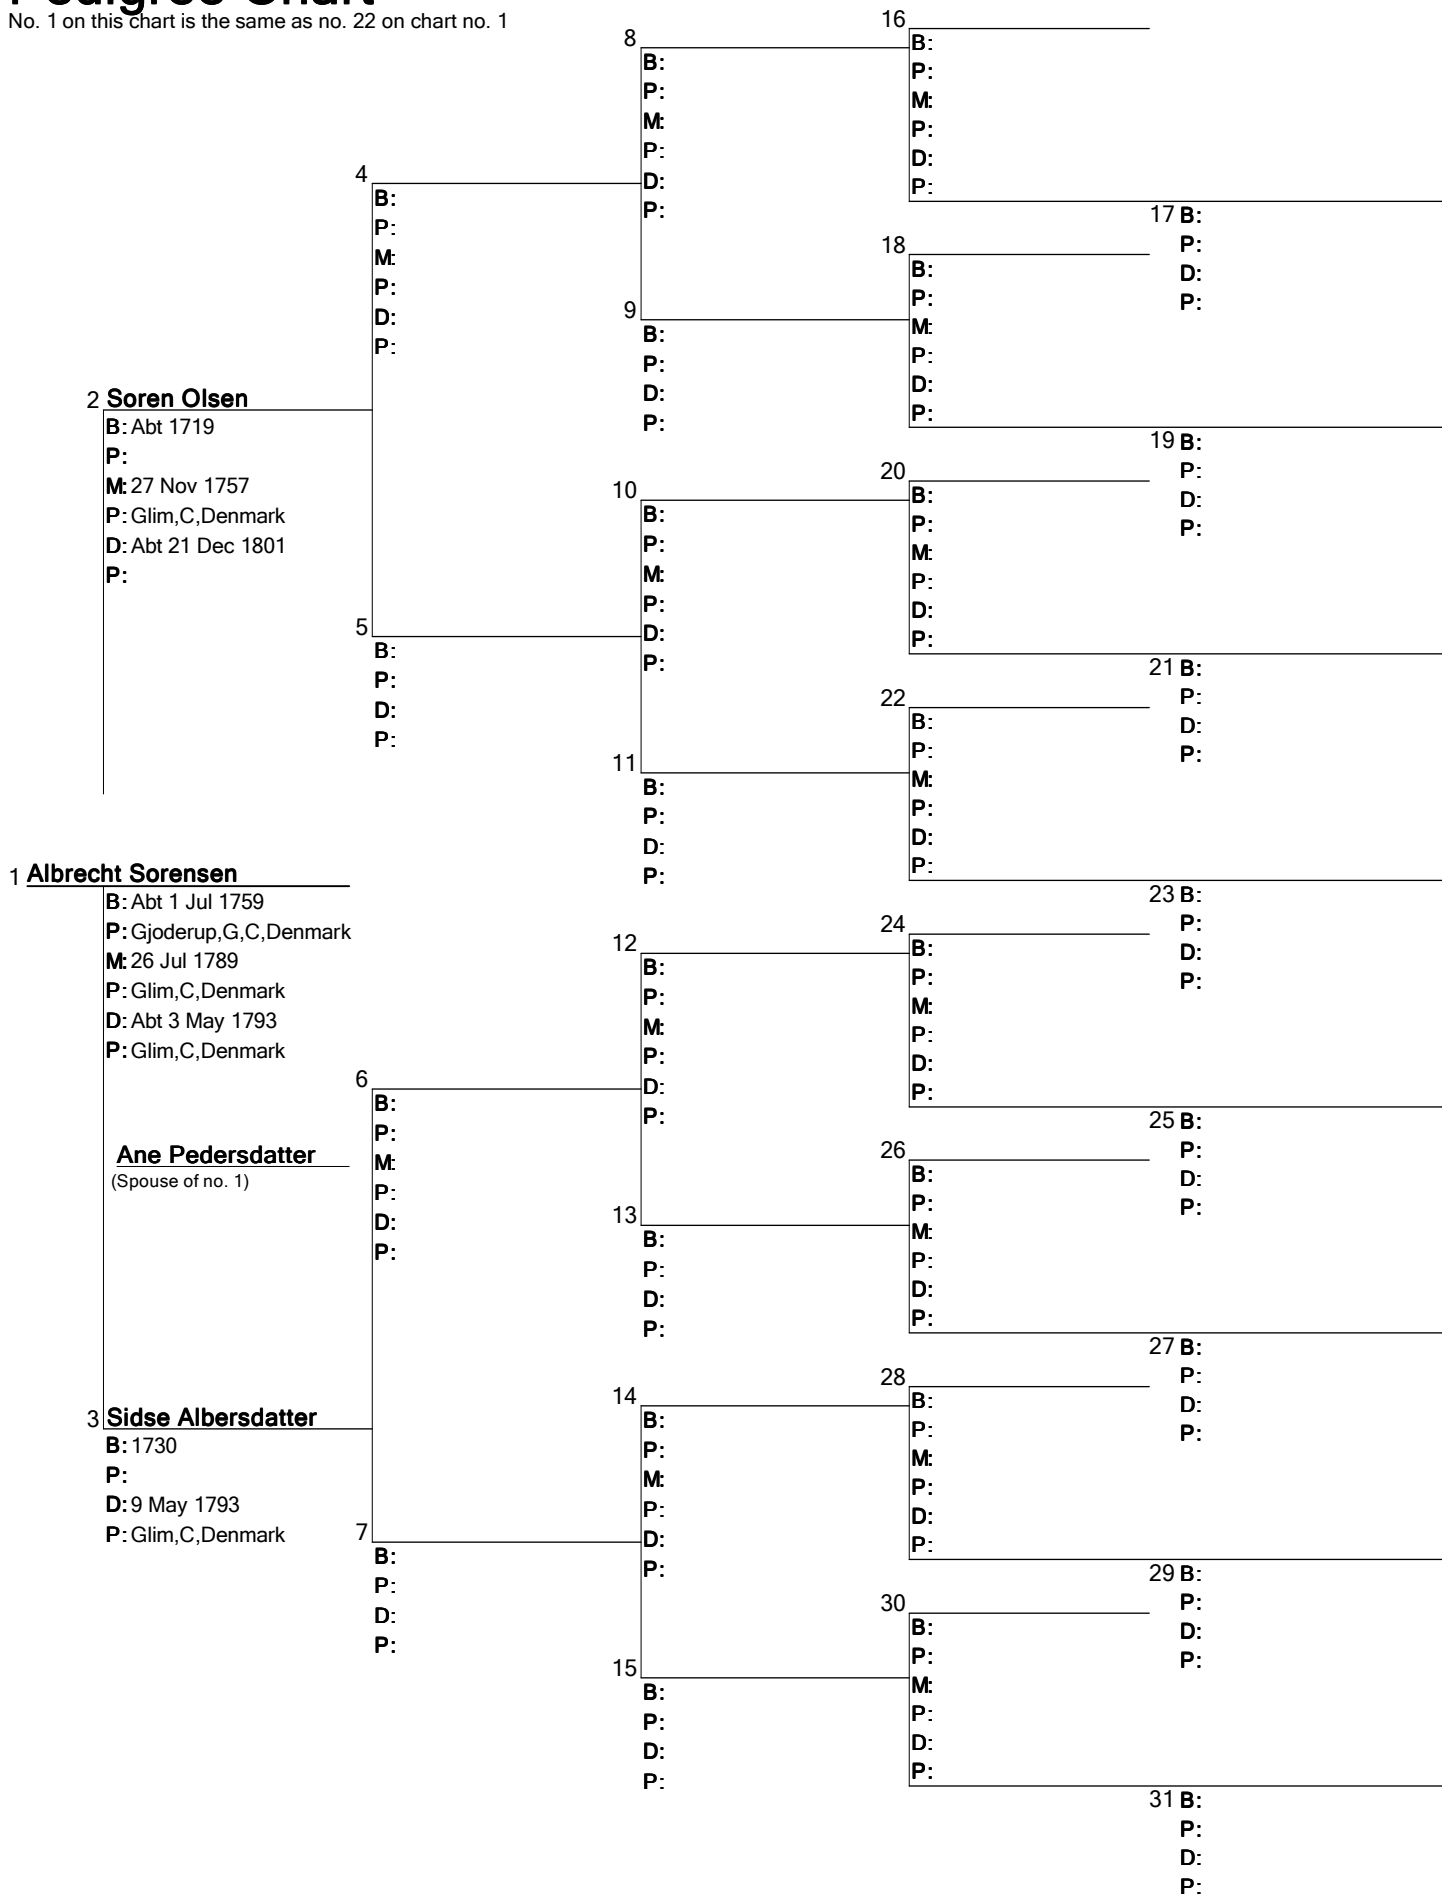 Pedigree Chart
No. 1 on this chart is the same as no. 22 on chart no. 1
1 Albrecht Sorensen
B: Abt 1 Jul 1759
P: Gjoderup,G,C,Denmark
M: 26 Jul 1789
P: Glim,C,Denmark
D: Abt 3 May 1793
P: Glim,C,Denmark
Ane Pedersdatter
(Spouse of no. 1)
2 Soren Olsen
B: Abt 1719
P:
M: 27 Nov 1757
P: Glim,C,Denmark
D: Abt 21 Dec 1801
P:
3 Sidse Albersdatter
B: 1730
P:
D: 9 May 1793
P: Glim,C,Denmark
4
B:
P:
M:
P:
D:
P:
5
B:
P:
D:
P:
6
B:
P:
M:
P:
D:
P:
7
B:
P:
D:
P:
8
B:
P:
M:
P:
D:
P:
9
B:
P:
D:
P:
10
B:
P:
M:
P:
D:
P:
11
B:
P:
D:
P:
12
B:
P:
M:
P:
D:
P:
13
B:
P:
D:
P:
14
B:
P:
M:
P:
D:
P:
15
B:
P:
D:
P:
16
B:
P:
M:
P:
D:
P:
17 B:
P:
D:
P:
18
B:
P:
M:
P:
D:
P:
19 B:
P:
D:
P:
20
B:
P:
M:
P:
D:
P:
21 B:
P:
D:
P:
22
B:
P:
M:
P:
D:
P:
23 B:
P:
D:
P:
24
B:
P:
M:
P:
D:
P:
25 B:
P:
D:
P:
26
B:
P:
M:
P:
D:
P:
27 B:
P:
D:
P:
28
B:
P:
M:
P:
D:
P:
29 B:
P:
D:
P:
30
B:
P:
M:
P:
D:
P:
31 B:
P:
D:
P: